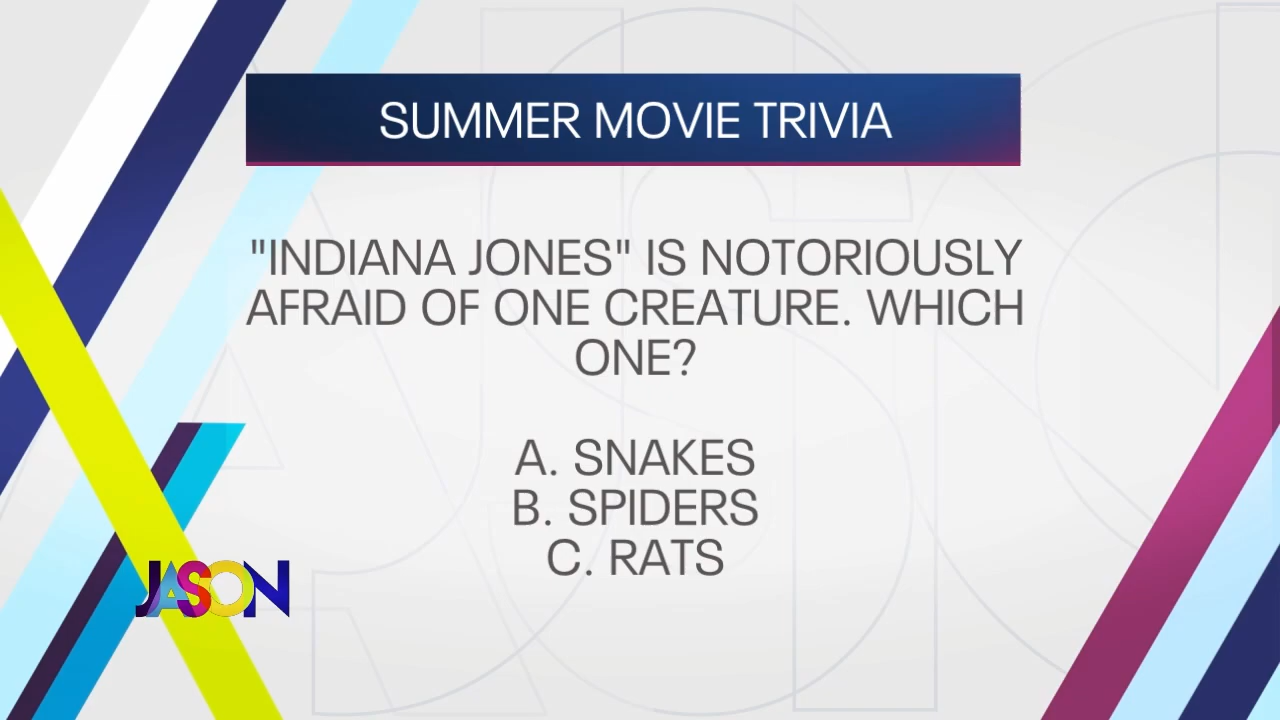 SUMMER MOVIE TRIVIA
"INDIANA JONES" IS NOTORIOUSLY
AFRAID OF ONE CREATURE. WHICH
ONE?
A. SNAKES
B. SPIDERS
C. RATS
JASON